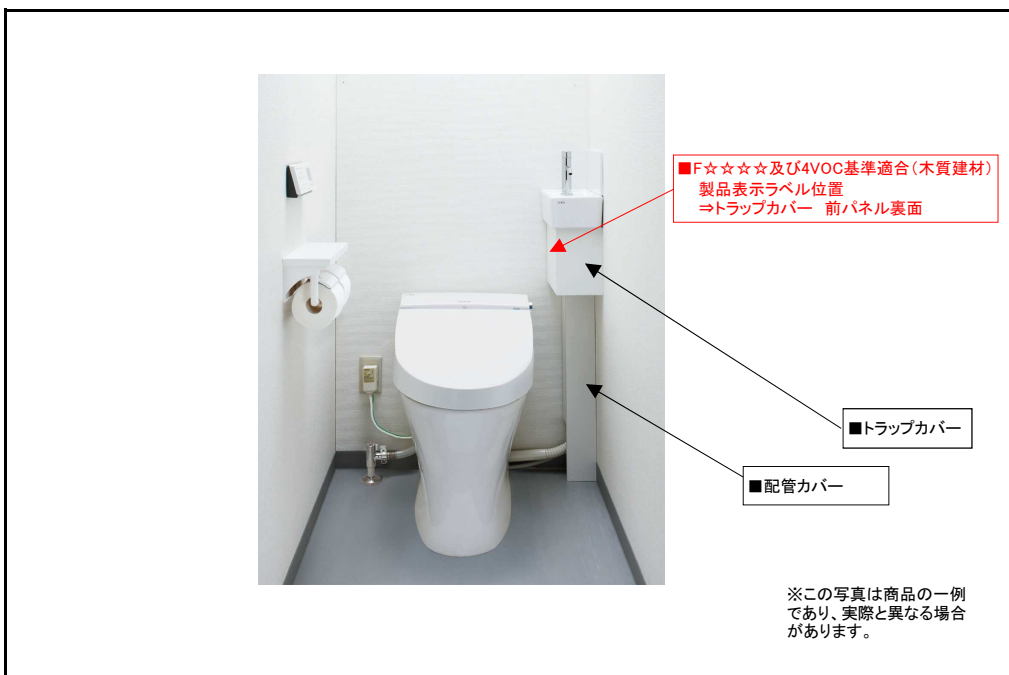 ■F☆☆☆☆及び4VOC基準適合(木質建材)
製品表示ラベル位置
⇒トラップカバー 前パネル裏面
■トラップカバー
■配管カバー
※この写真は商品の一例
であり、実際と異なる場合
があります。